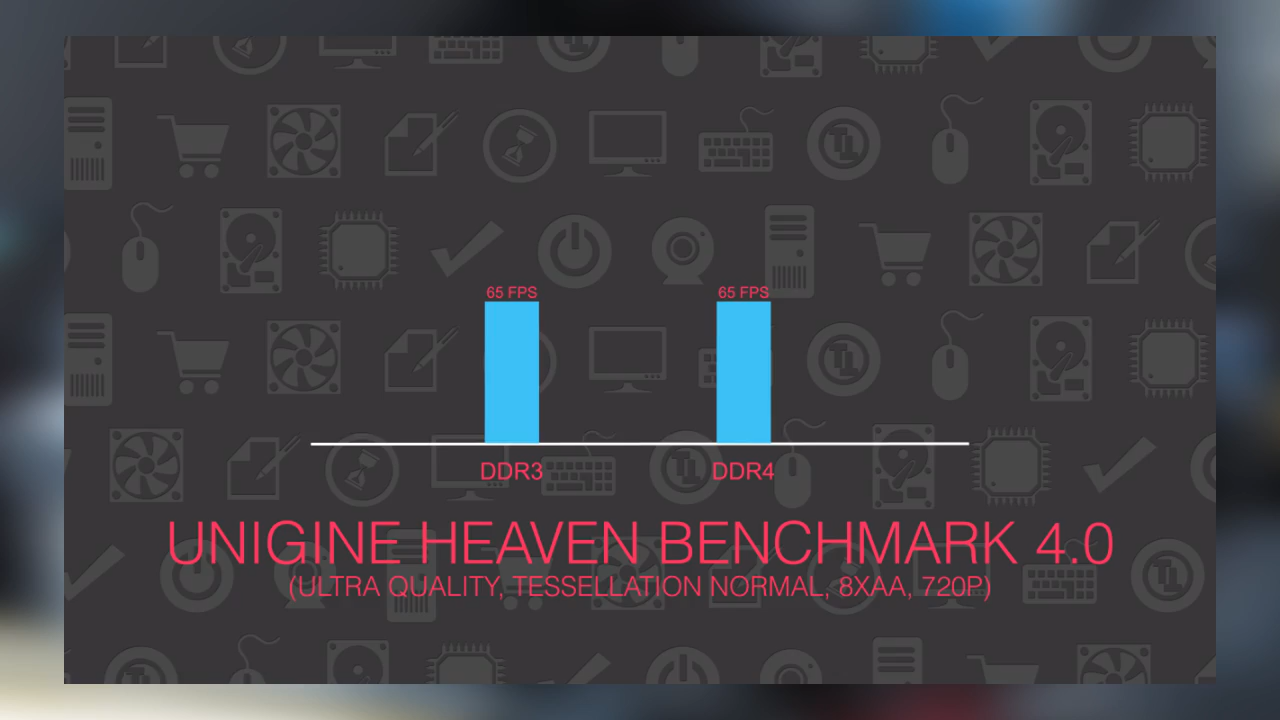 65 FPS 65 FPS
DDR3 DDR4
UNIGINE HEAVEN BENCHMARK 4.0
(ULTRA QUALITY, TESSELLATION NORMAL, 8XAA, 720P)